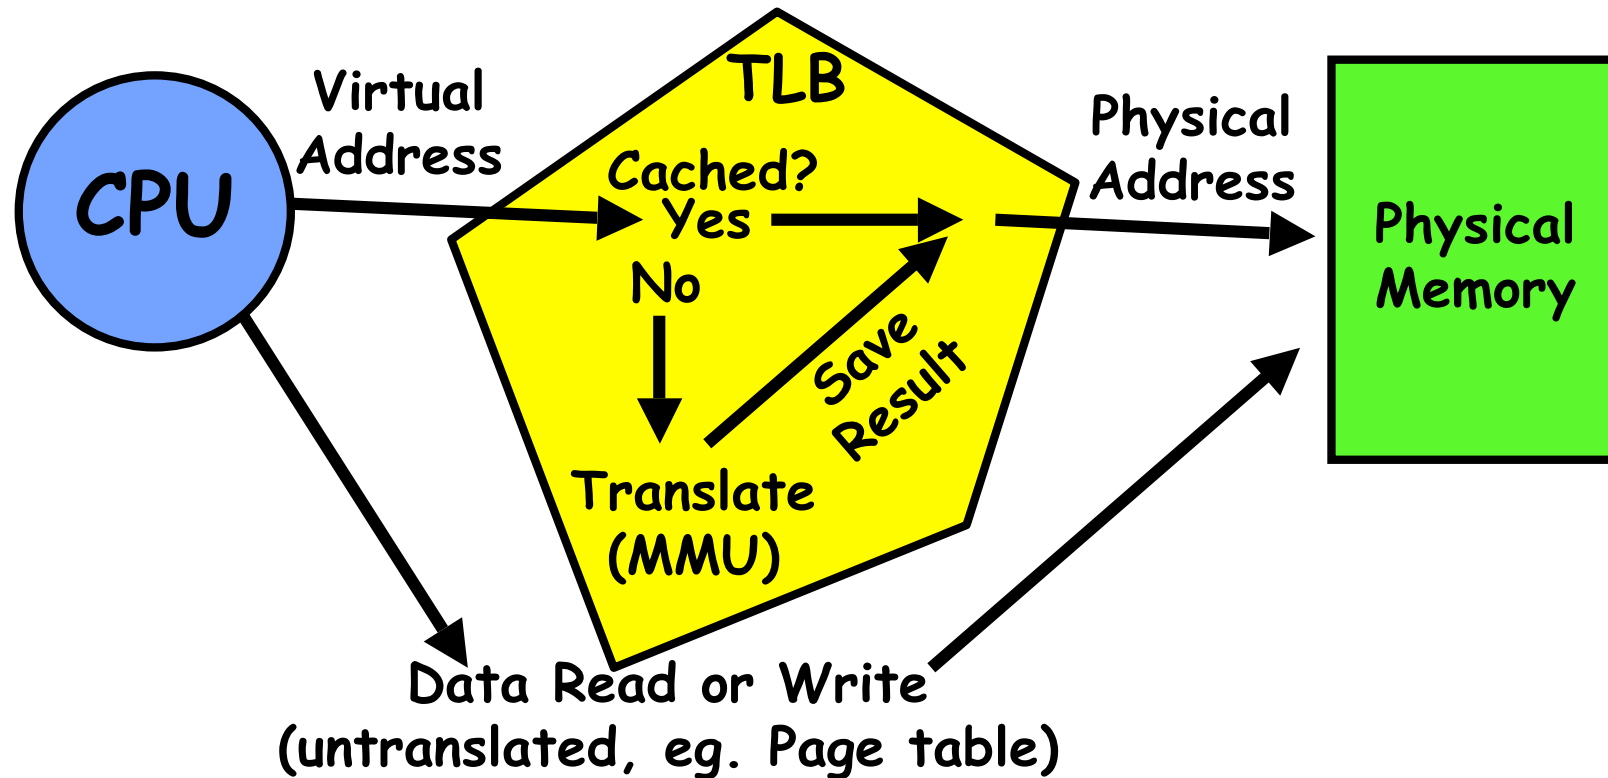 CPU
Virtual
Address
TLB
Cached?
Yes
No
Save
Result
Translate
(MMU)
Physical
Address
Physical
Memory
Data Read or Write
(untranslated, eg. Page table)